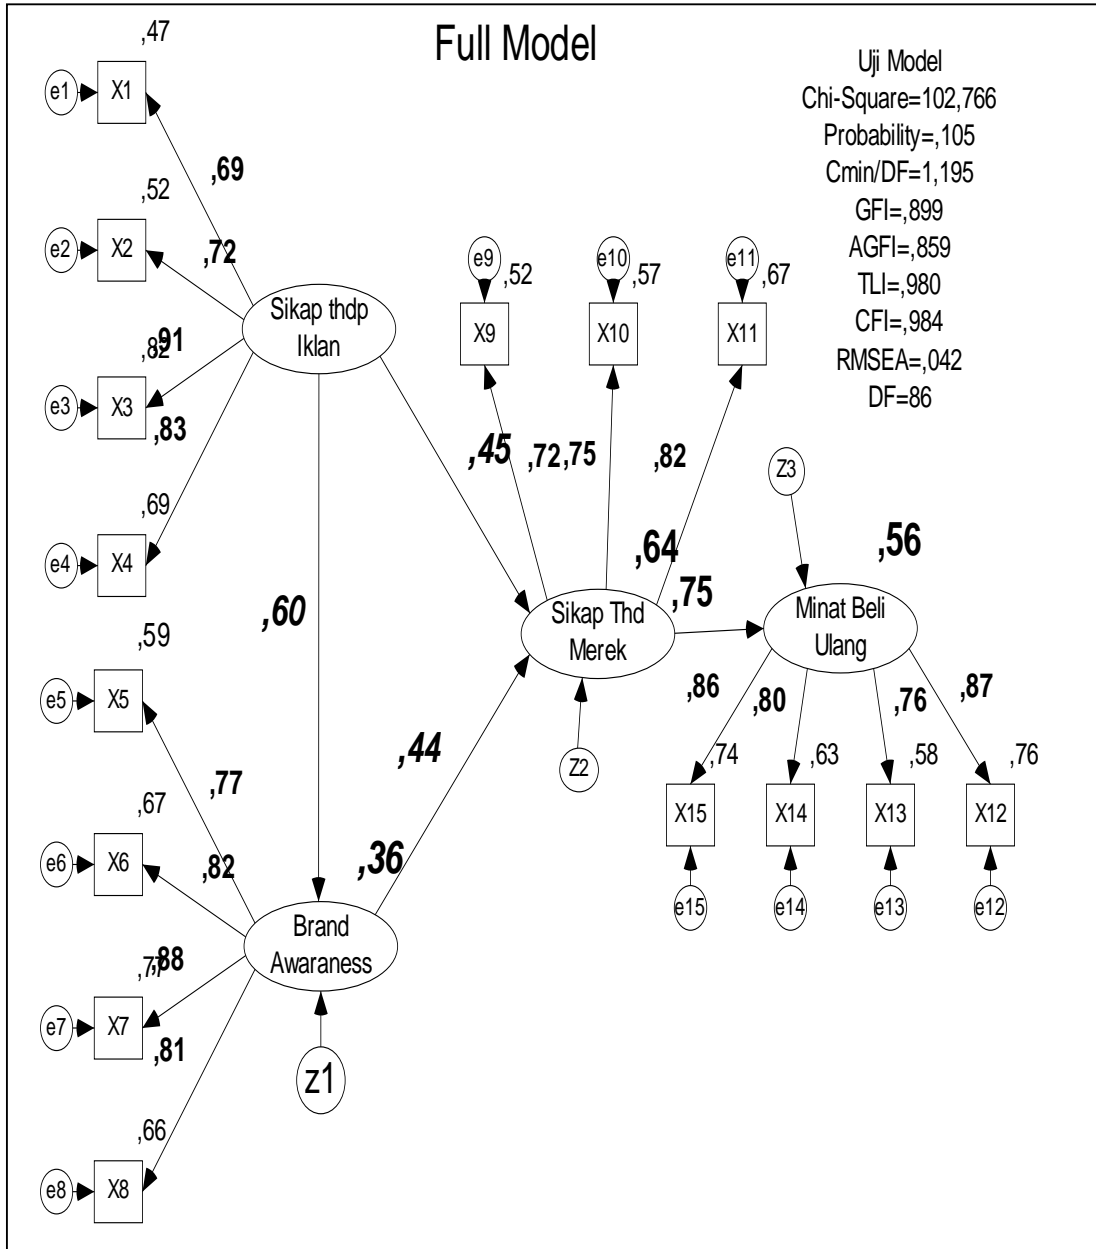 Full Model
Uji Model
Chi-Square=102,766
Probability=,105
Cmin/DF=1,195
GFI=,899
AGFI=,859
TLI=,980
CFI=,984
RMSEA=,042
DF=86
,47
e1
X1
,69
,52
e2
X2
,72
Sikap thdp
Iklan
,82
,91
e3
X3
,83
,69
e4
X4
e9
,52
X9
e10
,57
X10
e11
,67
X11
,45
,72
,75
,82
Z3
,56
,64
,75
Sikap Thd
Merek
Minat Beli
Ulang
,60
,59
e5
X5
,77
,67
e6
X6
,82
,44
,36
Z2
,86
,80
,76
,87
,74
,63
,58
,76
X15
X14
X13
X12
e15
e14
e13
e12
Brand
Awaraness
,77
,88
e7
X7
,81
z1
,66
e8
X8